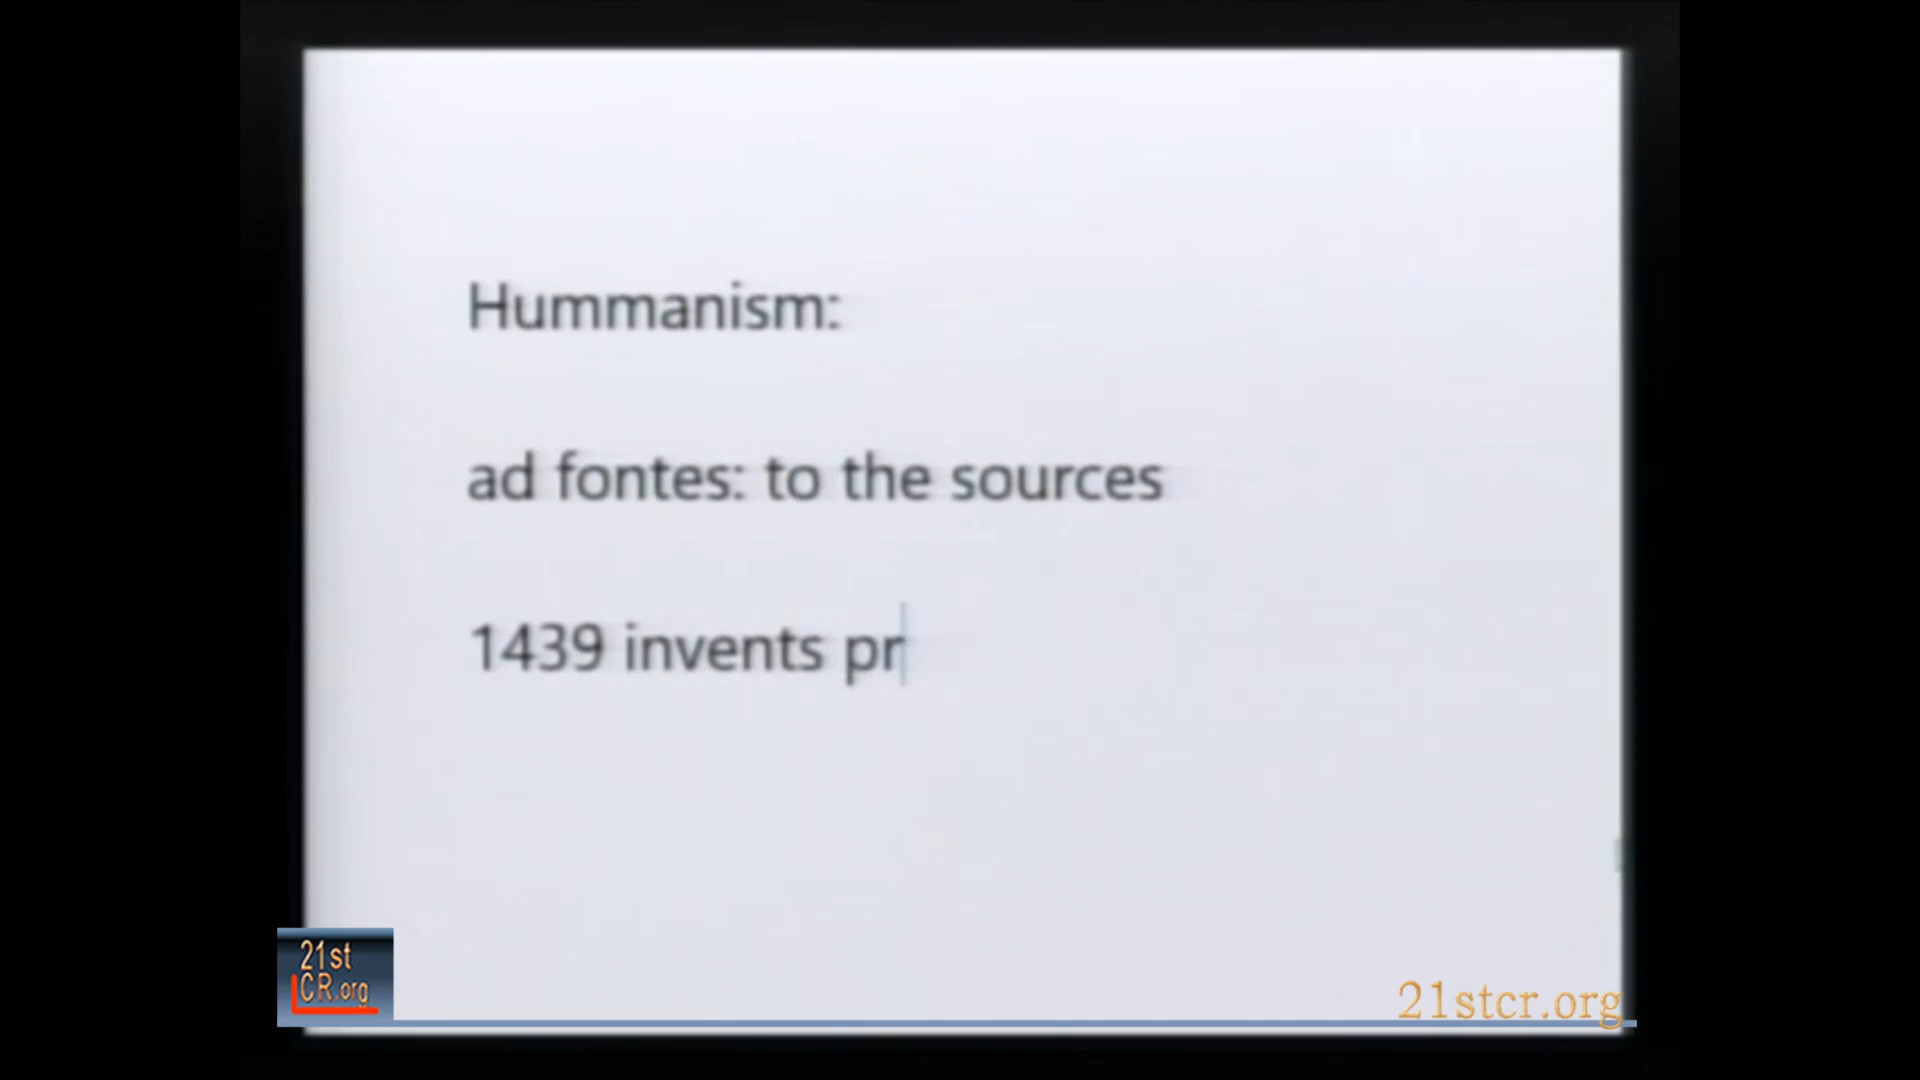 Hummanism:
ad fontes: to the sources
1439 invents pr
21st
CR.org
21stcr.org